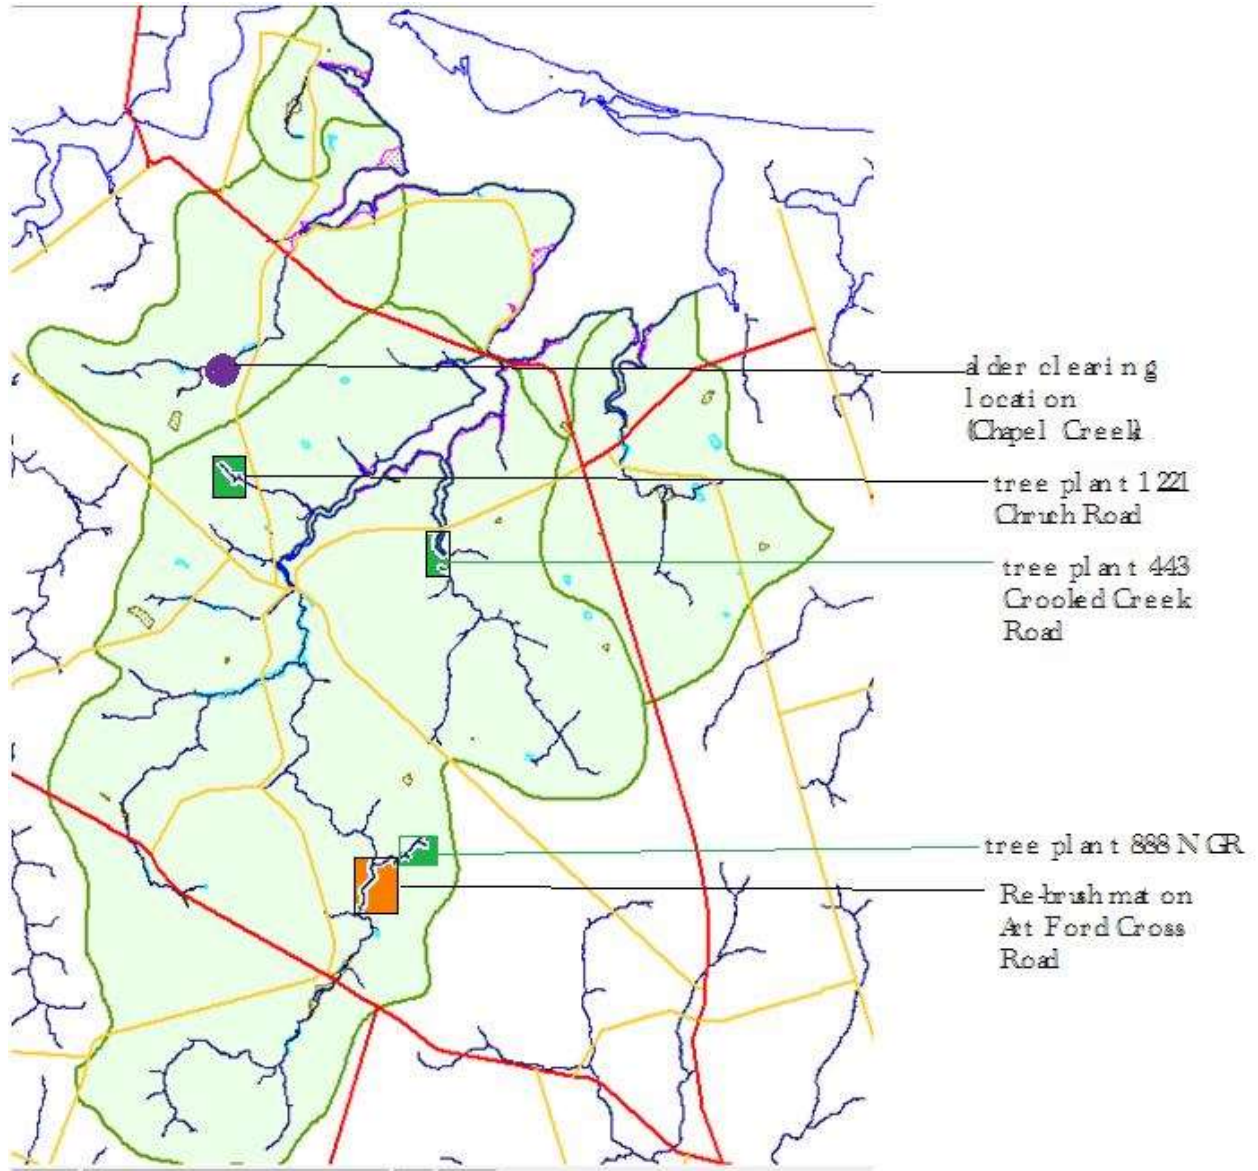 alder clearing
location
(Chapel Creek)
tree plant 1221
Chruch Road
tree plant 443
Crooked Creek
Road
tree plant 888 NGR
Re-brush mat on
Art Ford Cross
Road